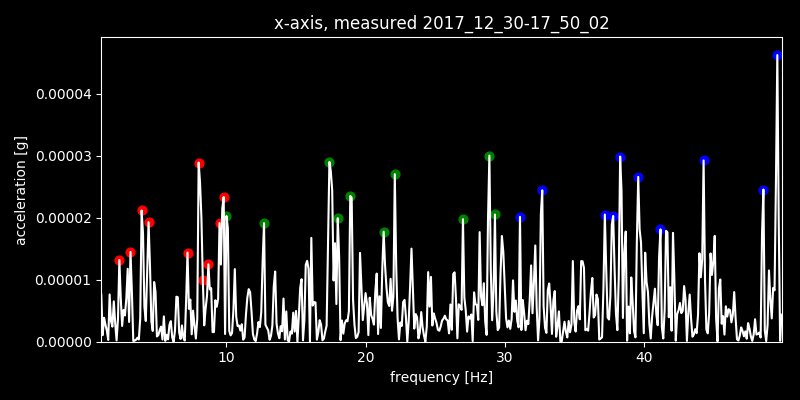 x-axis, measured 2017_12_30-17_50_02
acceleration [g]
0.00004
0.00003
0.00002
0.00001
0.00000
10 20 30 40
frequency [Hz]